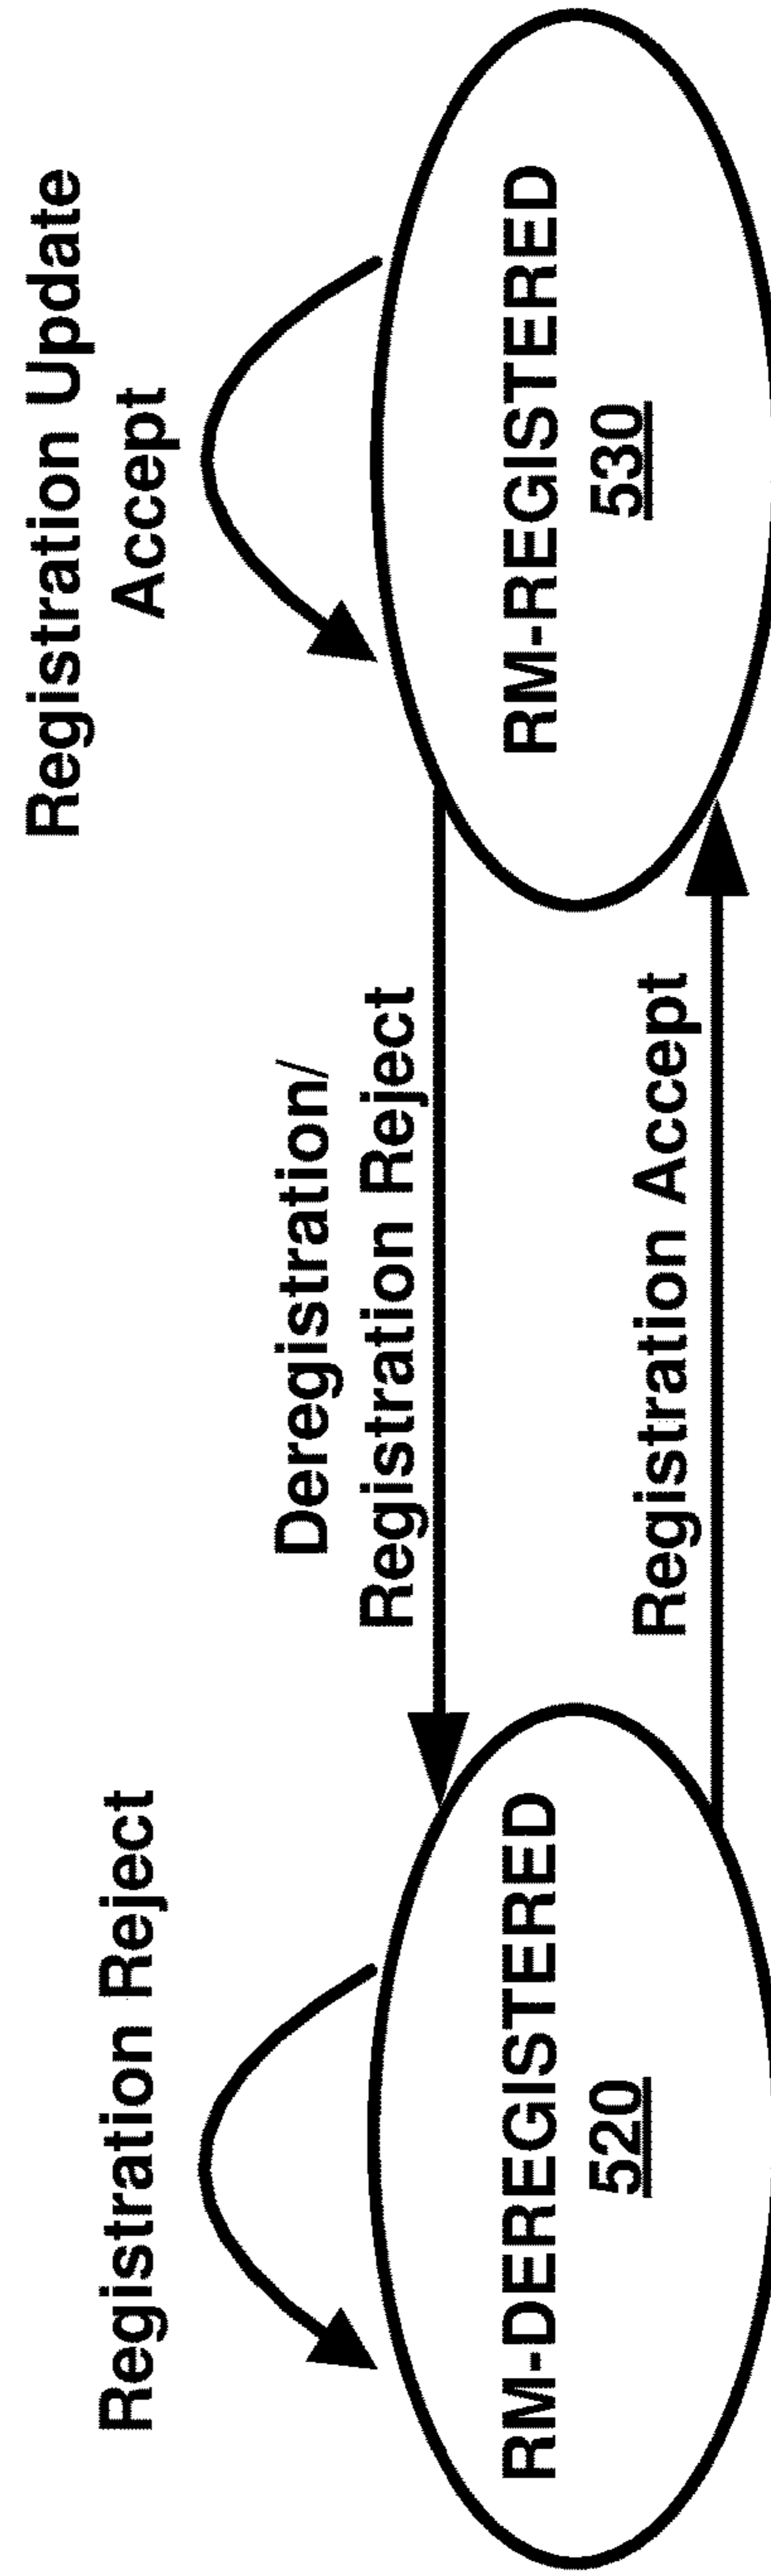 Registration Reject
Registration Update
Accept
Deregistration/
Registration Reject
RM-DEREGISTERED
520
RM-REGISTERED
530
Registration Accept